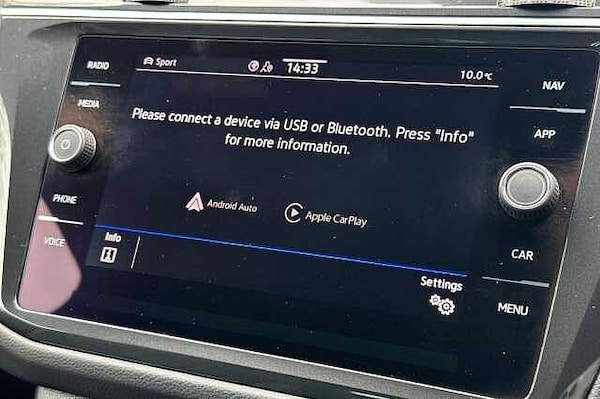 RADIO
MEDIA
PHONE
VOICE
Sport
14:33
10.0°C
Please connect a device via USB or Bluetooth. Press "Info"
for more information.
Android Auto
Apple CarPlay
Info
Settings
NAV
APP
CAR
MENU